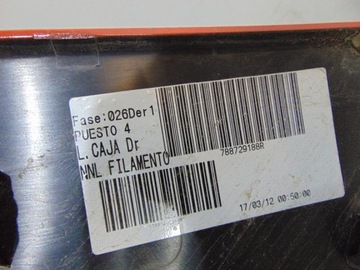 Fase:026Der1
PUESTO 4
L. CAJA Dr
MNL FILAMENTO
788729188R
17/03/12 00:50:00